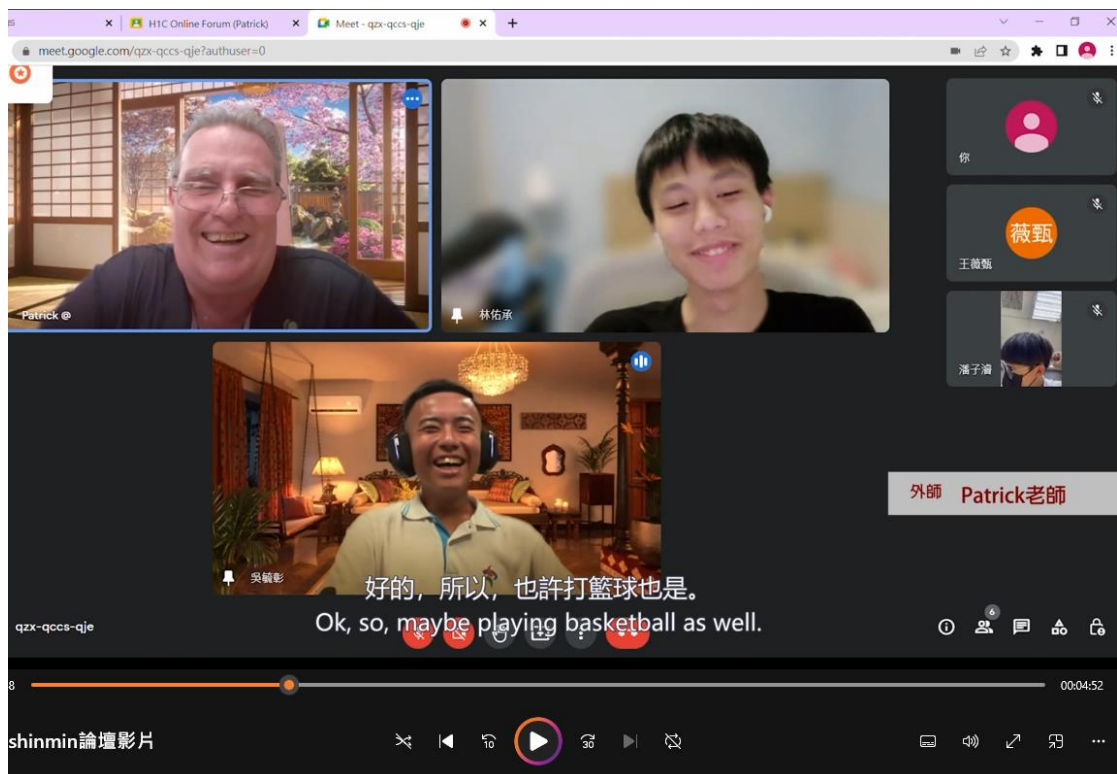 H1C Online Forum (Patrick)
Meet - qzx-qccs-qje
meet.google.com/qzx-qccs-qje?authuser=0
Patrick @
林佑承
你
薇甄
王薇甄
潘子濬
外師 Patrick老師
吳毓彰
好的，所以，也許打籃球也是。
Ok, so, maybe playing basketball as well.
qzx-qccs-qje
6
8
00:04:52
shinmin論壇影片
10
30